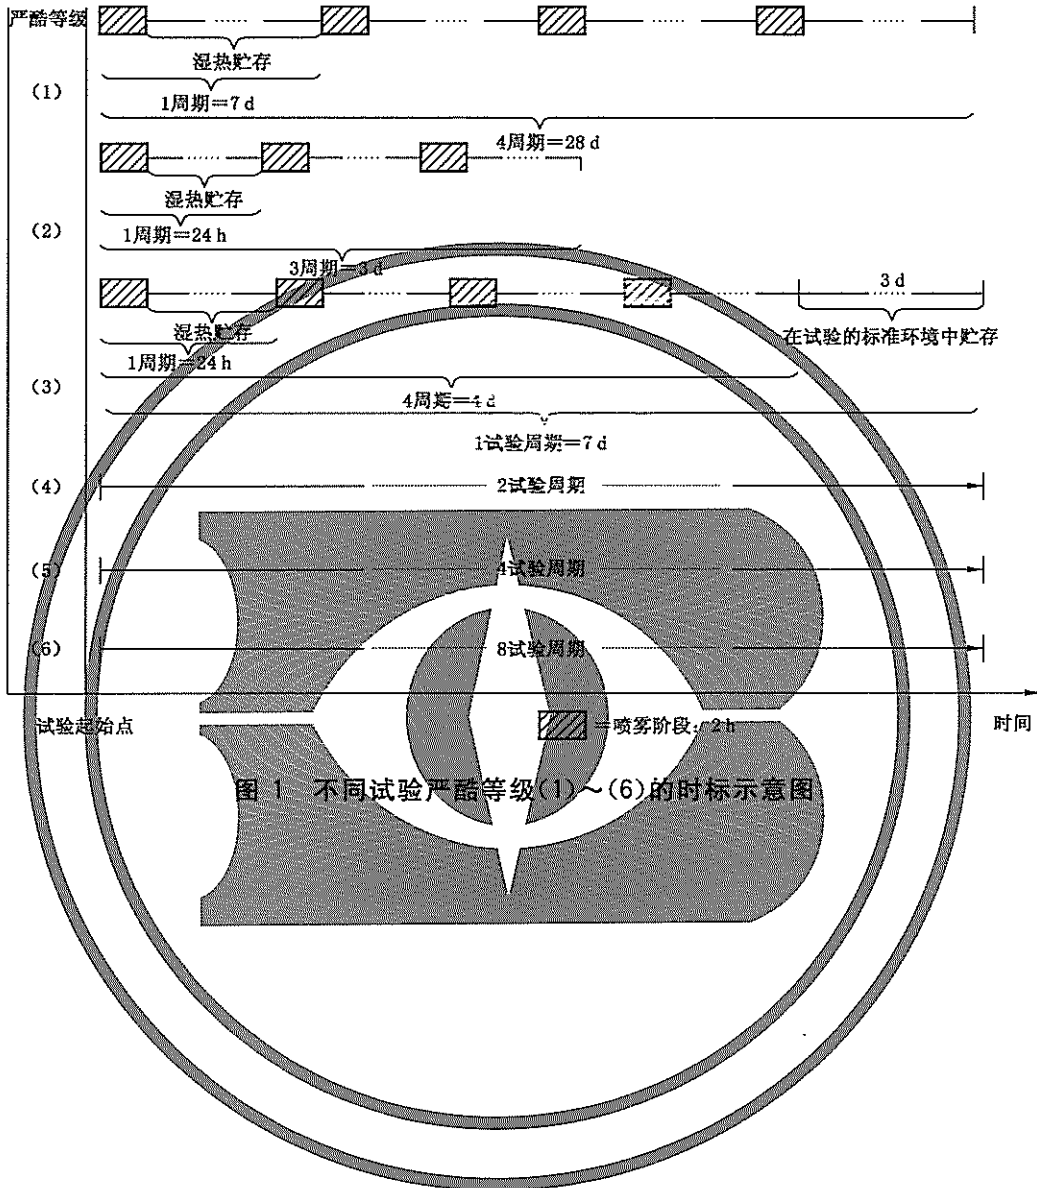 严酷等级
湿热贮存
(1)
1周期=7 d
4周期=28 d
湿热贮存
(2)
1周期=24 h
3周期=3 d
3 d
湿热贮存
在试验的标准环境中贮存
1周期=24 h
(3)
4周期=4 d
1试验周期=7 d
(4)
2试验周期
(5)
4试验周期
(6)
8试验周期
试验起始点
=喷雾阶段:2 h
时间
图 1 不同试验严酷等级(1)~(6)的时标示意图